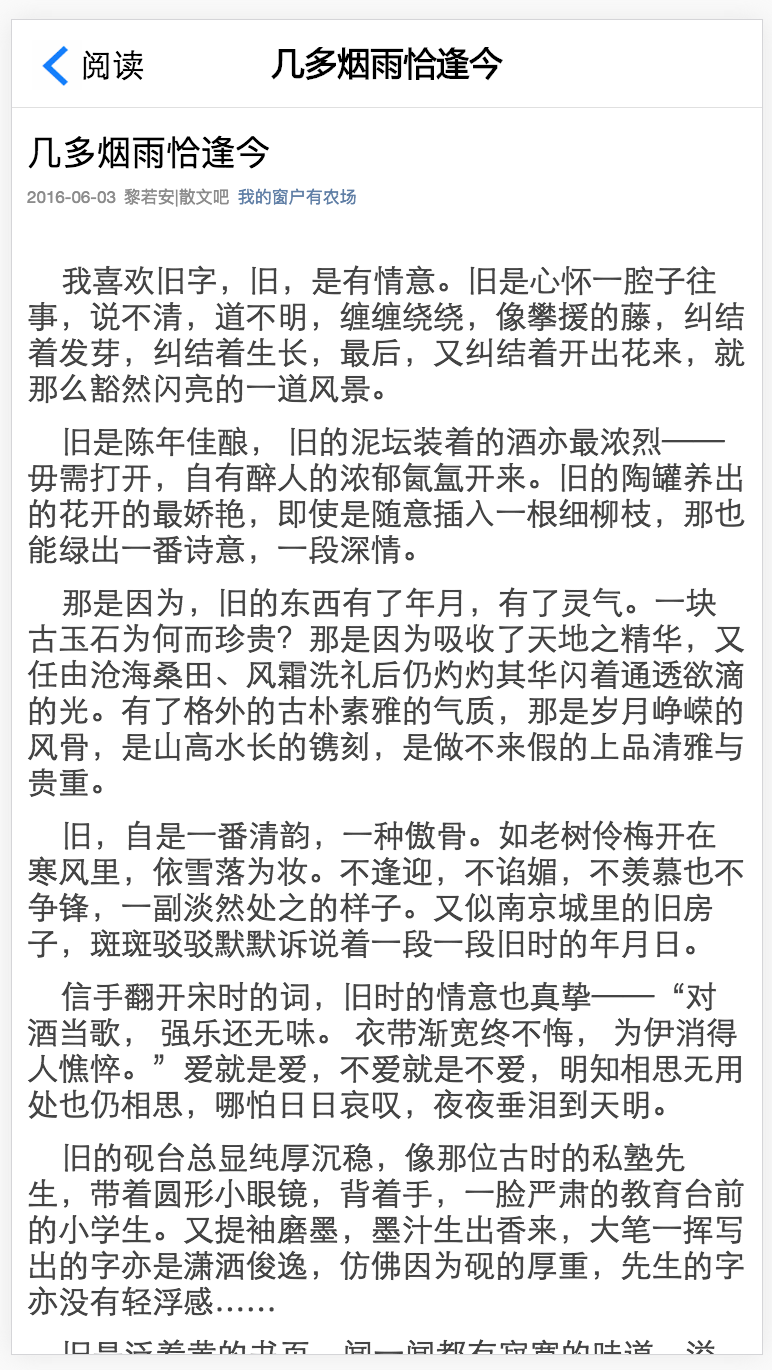 阅读
几多烟雨恰逢今
几多烟雨恰逢今
2016-06-03 黎若安|散文吧 我的窗户有农场
我喜欢旧字，旧，是有情意。旧是心怀一腔子往
事，说不清，道不明，缠缠绕绕，像攀援的藤，纠结
着发芽，纠结着生长，最后，又纠结着开出花来，就
那么豁然闪亮的一道风景。
旧是陈年佳酿， 旧的泥坛装着的酒亦最浓烈——
毋需打开，自有醉人的浓郁氤氲开来。旧的陶罐养出
的花开的最娇艳，即使是随意插入一根细柳枝，那也
能绿出一番诗意，一段深情。
那是因为，旧的东西有了年月，有了灵气。一块
古玉石为何而珍贵？那是因为吸收了天地之精华，又
任由沧海桑田、风霜洗礼后仍灼灼其华闪着通透欲滴
的光。有了格外的古朴素雅的气质，那是岁月峥嵘的
风骨，是山高水长的镌刻，是做不来假的上品清雅与
贵重。
旧，自是一番清韵，一种傲骨。如老树伶梅开在
寒风里，依雪落为妆。不逢迎，不谄媚，不羡慕也不
争锋，一副淡然处之的样子。又似南京城里的旧房
子，斑斑驳驳默默诉说着一段一段旧时的年月日。
信手翻开宋时的词，旧时的情意也真挚——“对
酒当歌， 强乐还无味。 衣带渐宽终不悔， 为伊消得
人憔悴。”爱就是爱，不爱就是不爱，明知相思无用
处也仍相思，哪怕日日哀叹，夜夜垂泪到天明。
旧的砚台总显纯厚沉稳，像那位古时的私塾先
生，带着圆形小眼镜，背着手，一脸严肃的教育台前
的小学生。又提袖磨墨，墨汁生出香来，大笔一挥写
出的字亦是潇洒俊逸，仿佛因为砚的厚重，先生的字
亦没有轻浮感……
旧是泛着黄的书页，闻一闻都有寂寞的味道，溢